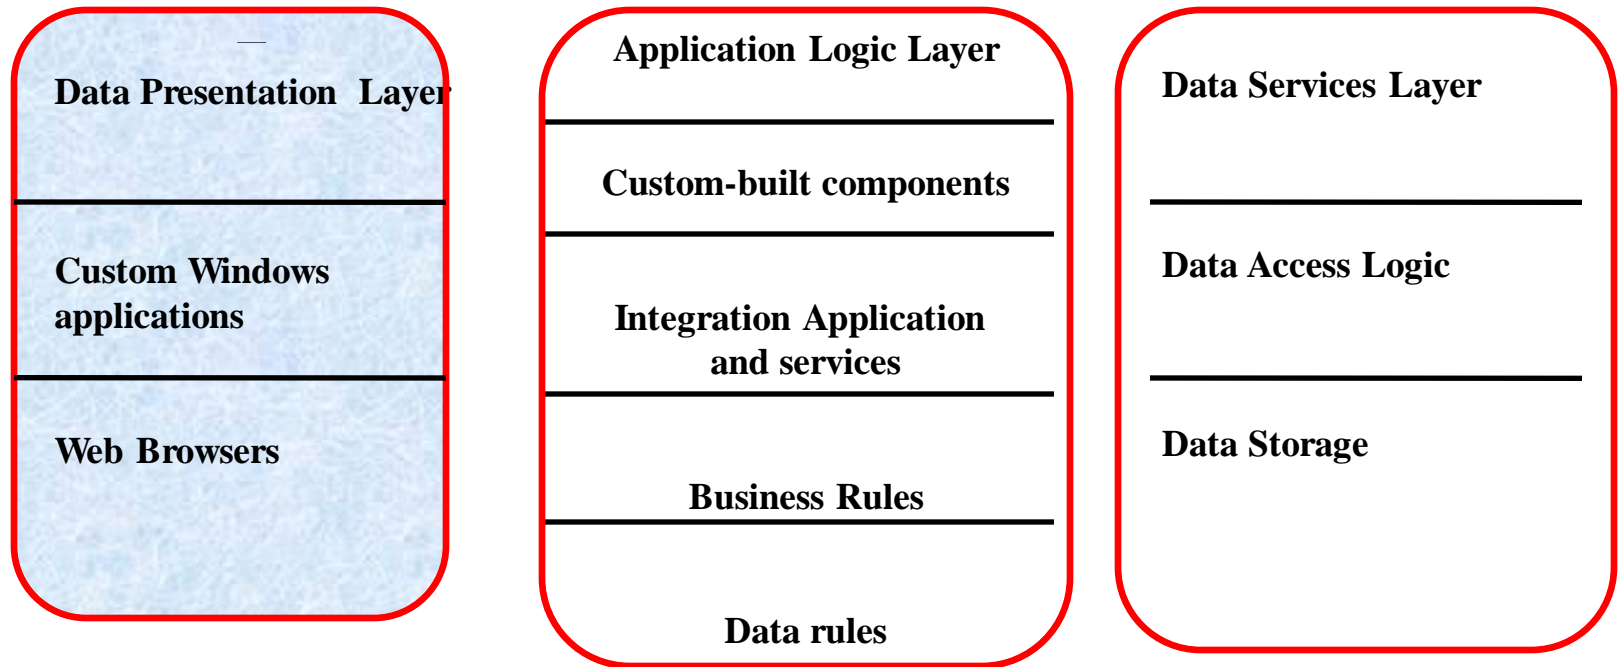 Data Presentation Layer
Custom Windows
applications
Web Browsers
Application Logic Layer
Custom-built components
Integration Application
and services
Business Rules
Data rules
Data Services Layer
Data Access Logic
Data Storage